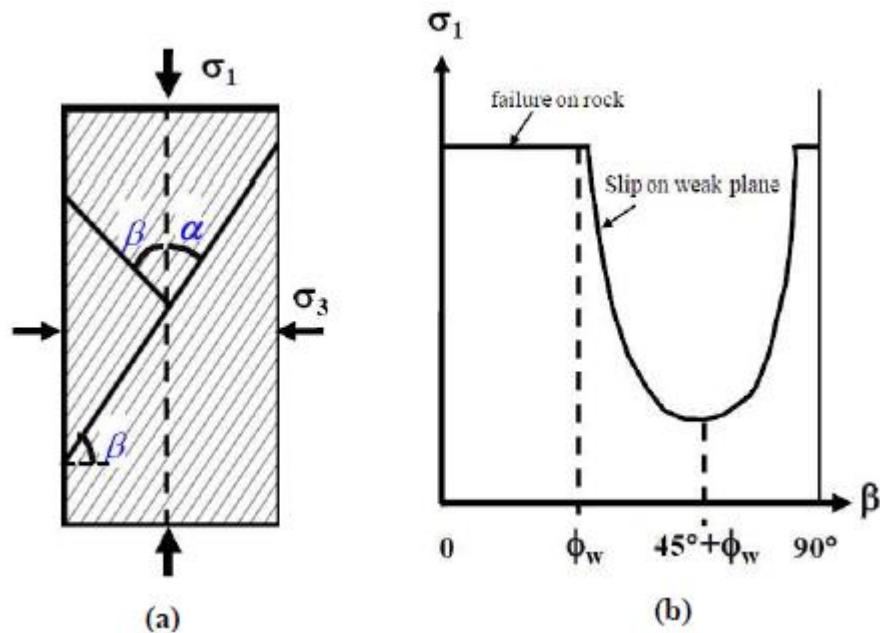 σ1
β α
σ3
β
(a)
σ1
failure on rock
Slip on weak plane
β
0 ϕw 45°+ϕw 90°
(b)